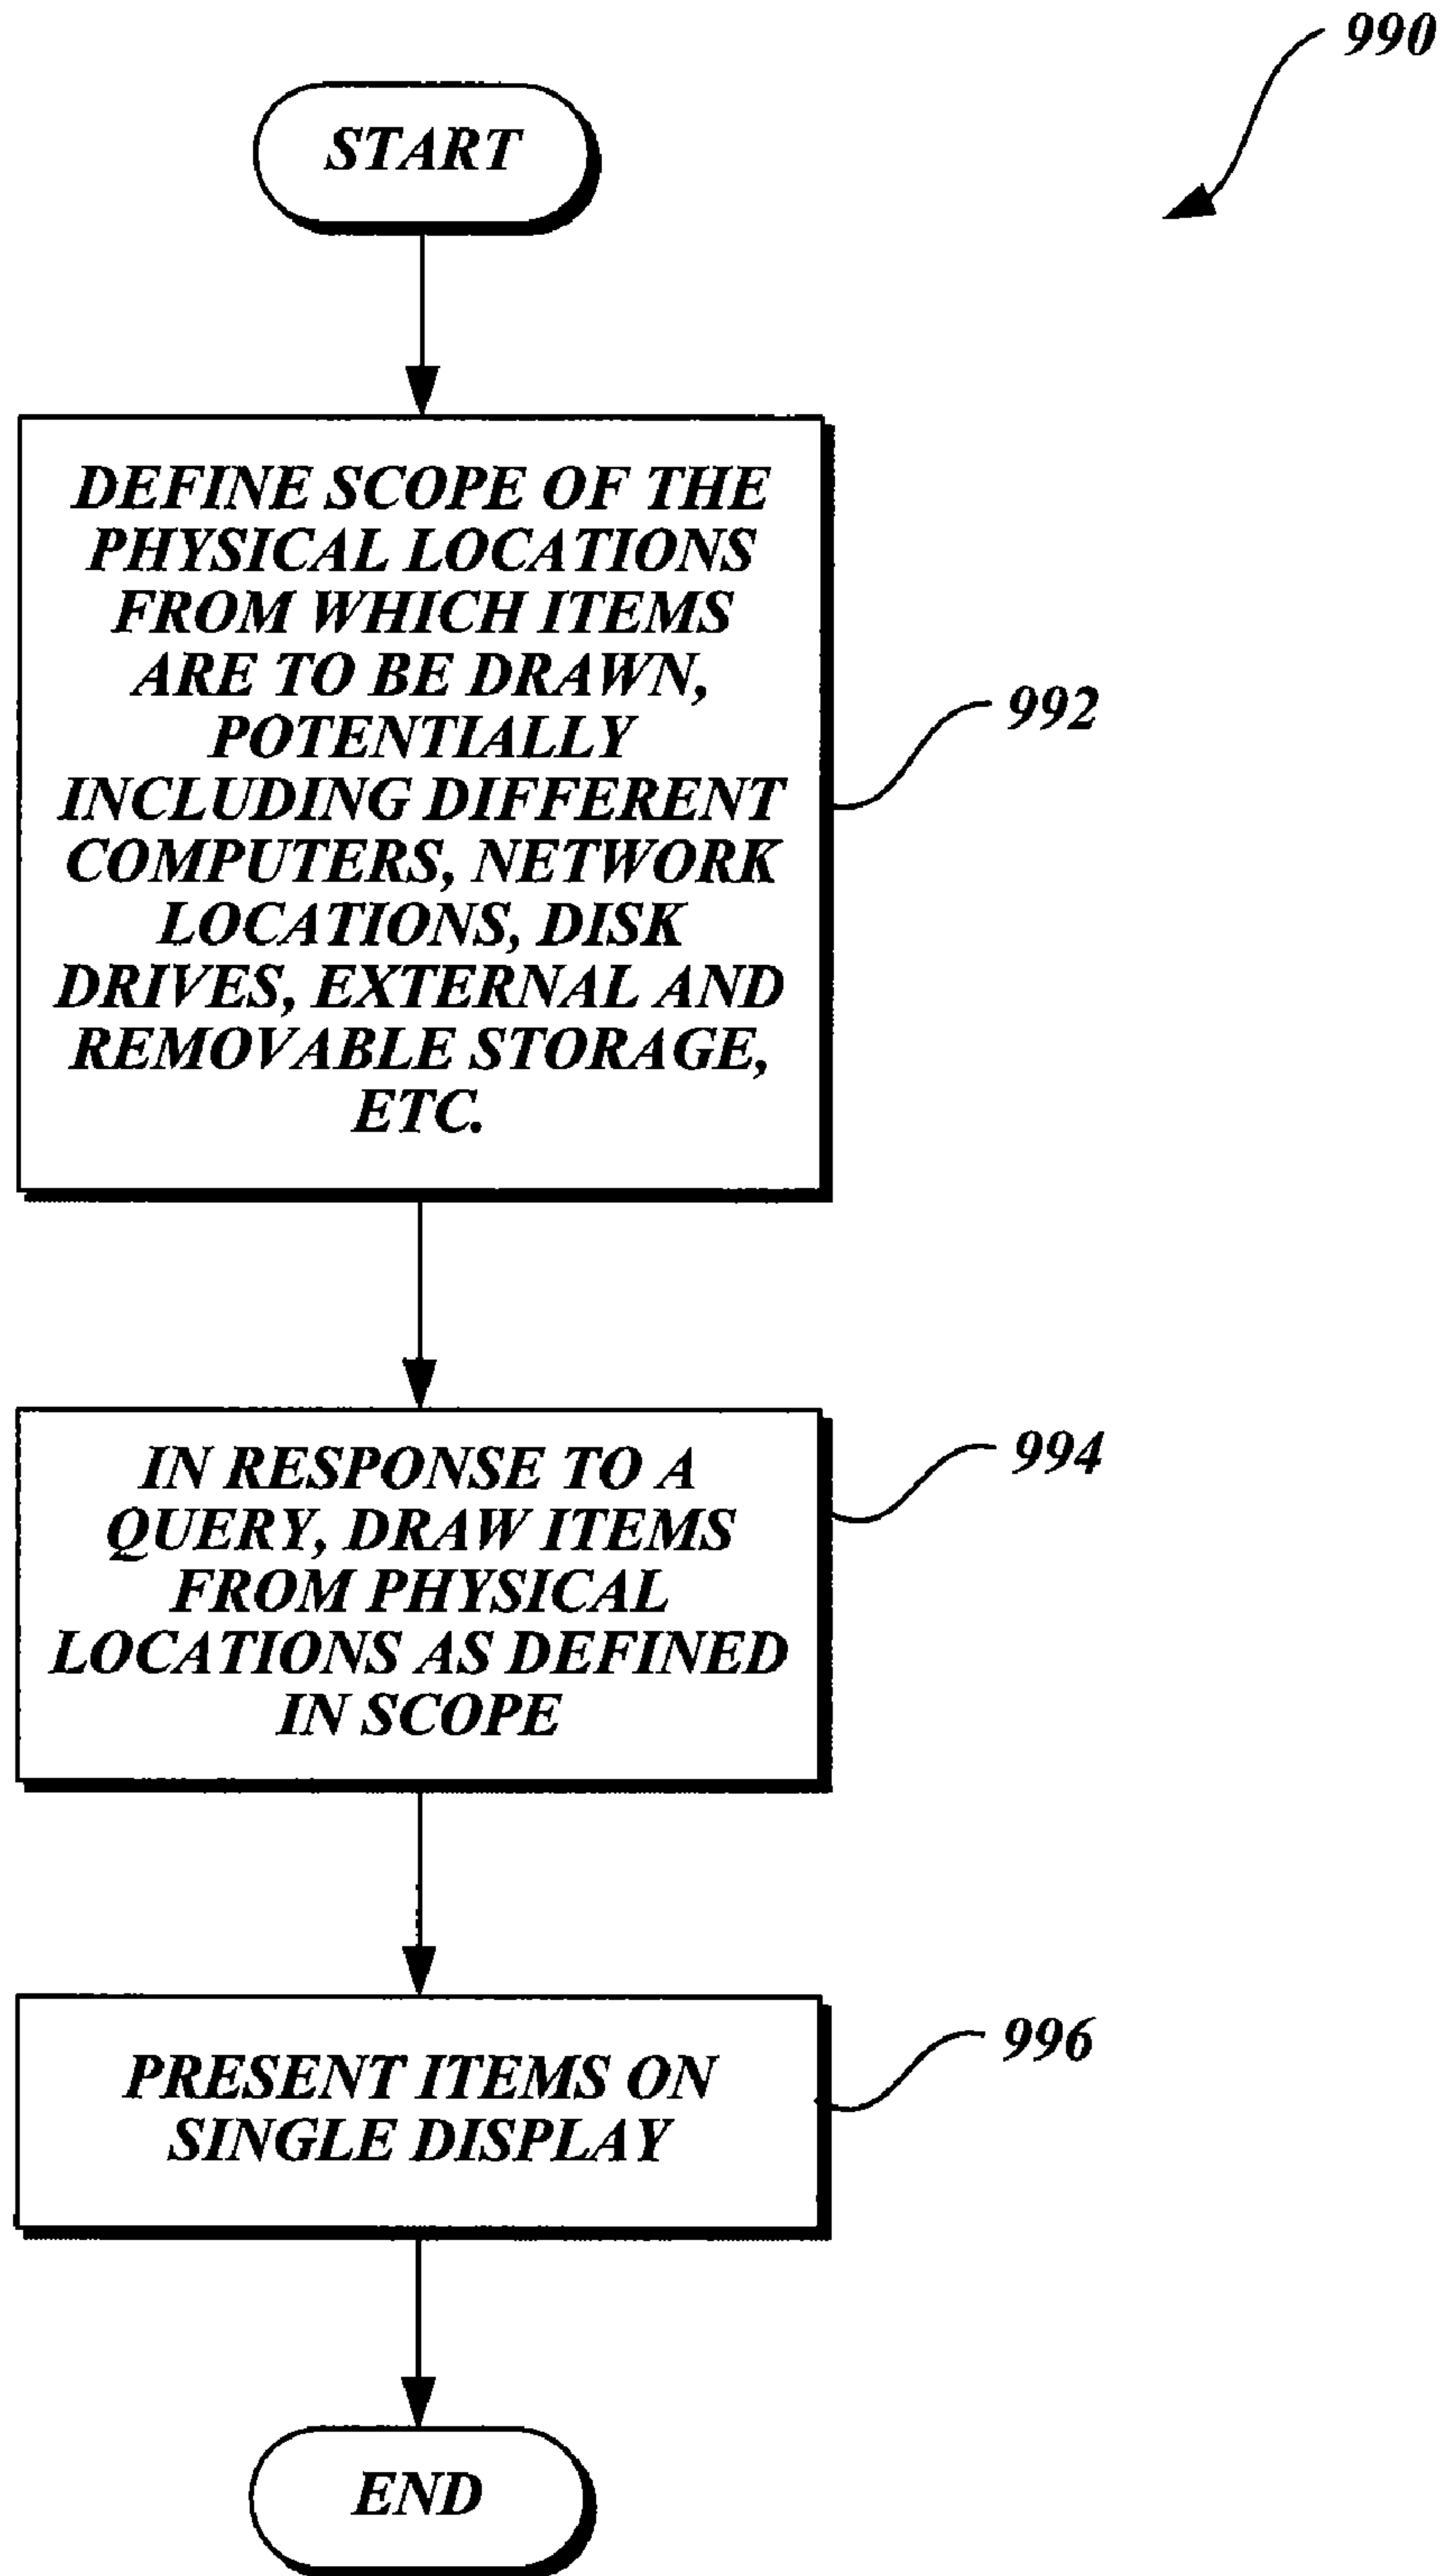 990
START
DEFINE SCOPE OF THE
PHYSICAL LOCATIONS
FROM WHICH ITEMS
ARE TO BE DRAWN,
POTENTIALLY
INCLUDING DIFFERENT
COMPUTERS, NETWORK
LOCATIONS, DISK
DRIVES, EXTERNAL AND
REMOVABLE STORAGE,
ETC.
992
IN RESPONSE TO A
QUERY, DRAW ITEMS
FROM PHYSICAL
LOCATIONS AS DEFINED
IN SCOPE
994
PRESENT ITEMS ON
SINGLE DISPLAY
996
END